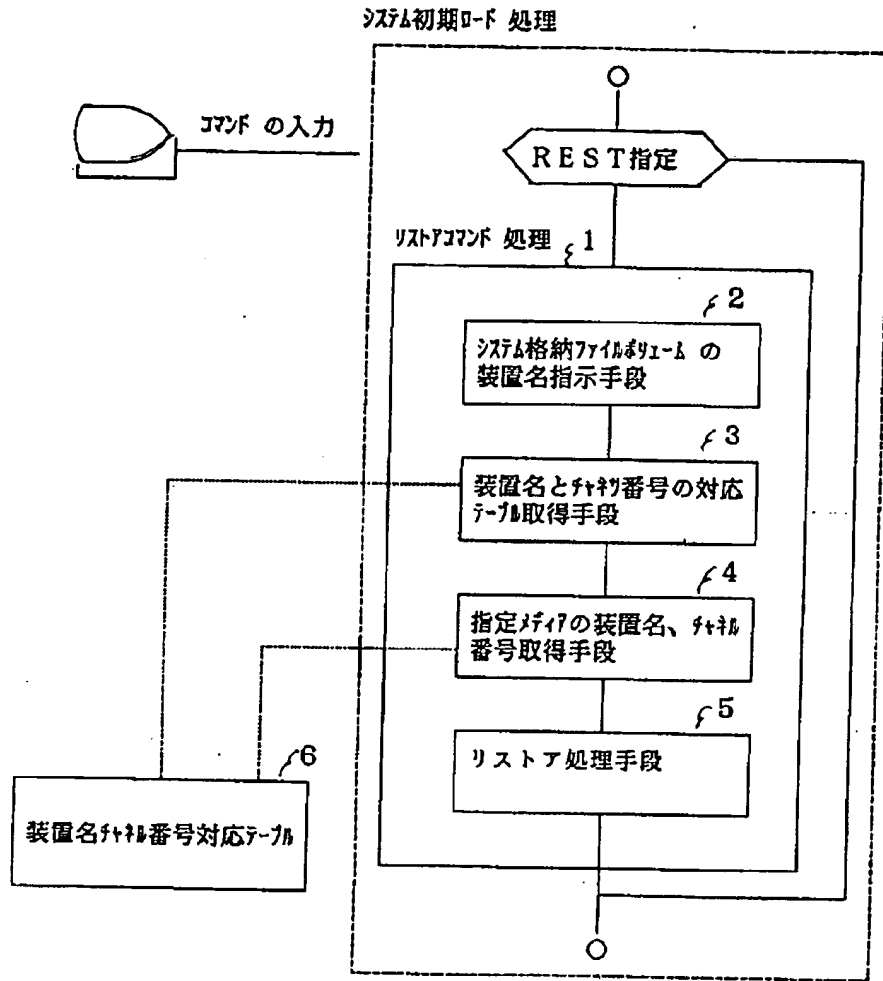 システム初期ロード 処理
コマンド の入力
REST指定
リストアコマンド 処理
1
2
システム格納ファイルボリューム の
装置名指示手段
3
装置名とチャネル番号の対応
テーブル取得手段
4
指定メディアの装置名、チャネル
番号取得手段
5
リストア処理手段
6
装置名チャネル番号対応テーブル